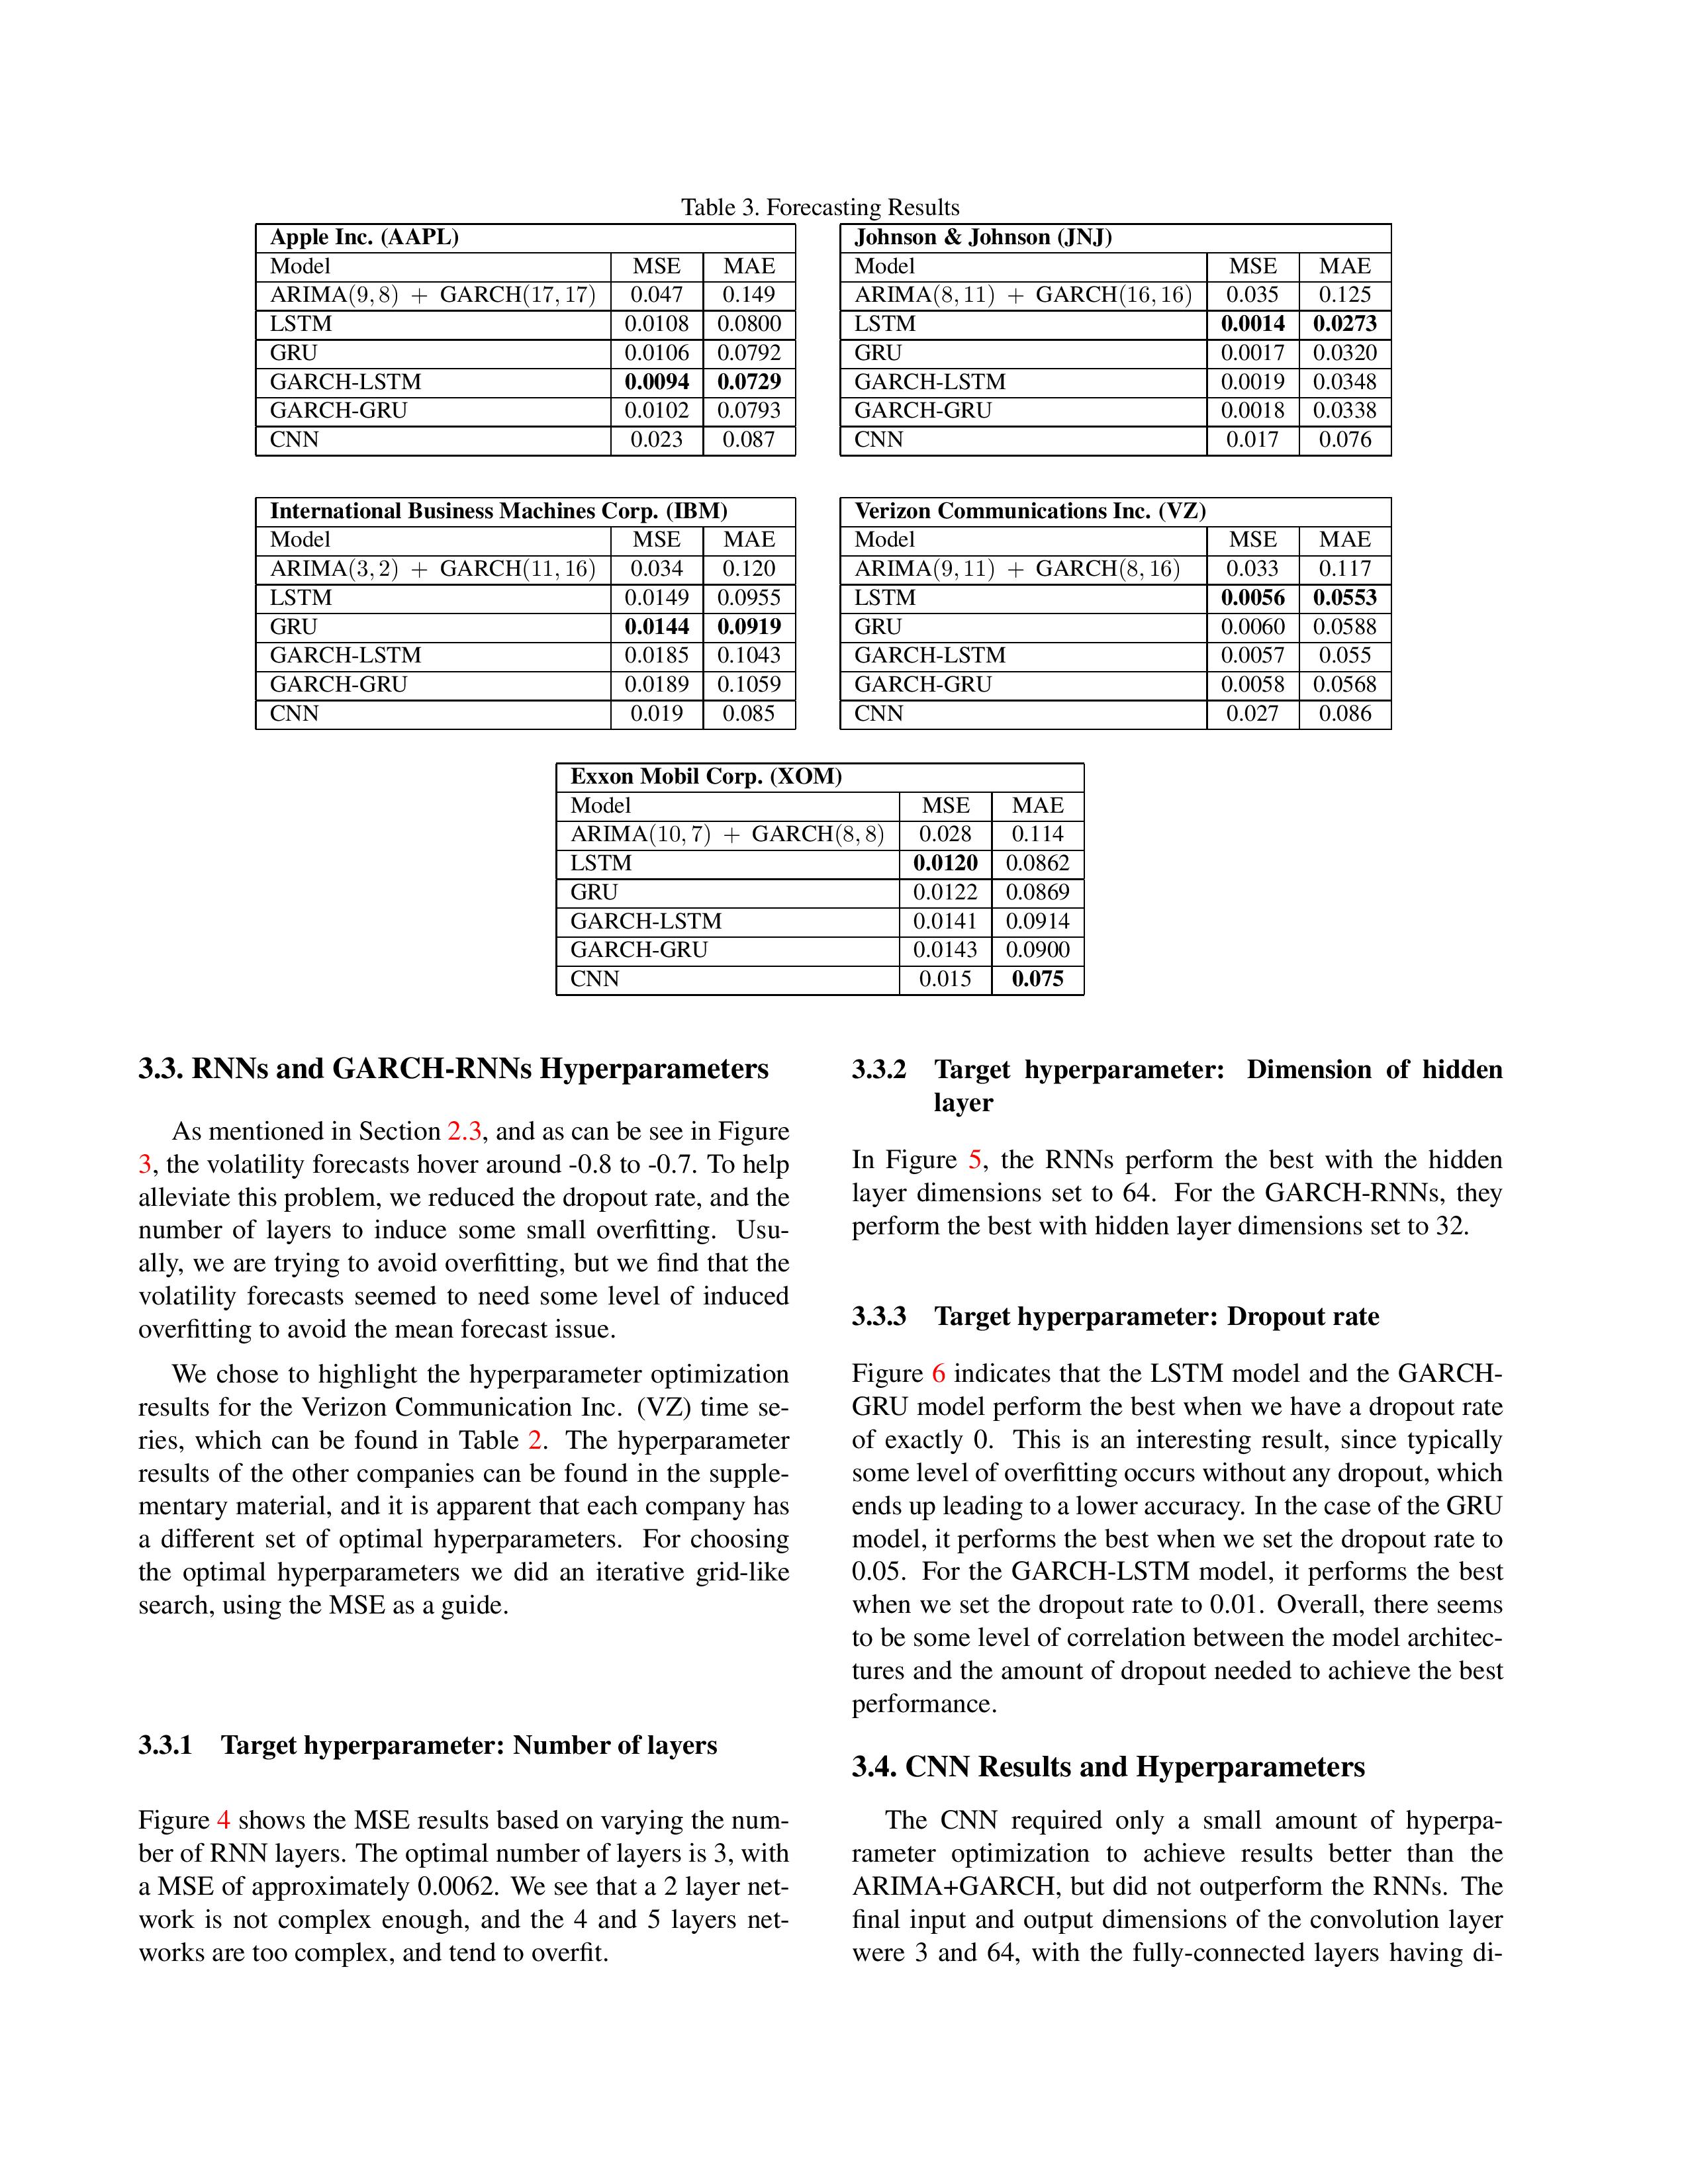 Table 3. Forecasting Results
Apple Inc. (AAPL)
Model MSE MAE
ARIMA(9, 8) + GARCH(17, 17) 0.047 0.149
LSTM 0.0108 0.0800
GRU 0.0106 0.0792
GARCH-LSTM 0.0094 0.0729
GARCH-GRU 0.0102 0.0793
CNN 0.023 0.087
Johnson & Johnson (JNJ)
Model MSE MAE
ARIMA(8, 11) + GARCH(16, 16) 0.035 0.125
LSTM 0.0014 0.0273
GRU 0.0017 0.0320
GARCH-LSTM 0.0019 0.0348
GARCH-GRU 0.0018 0.0338
CNN 0.017 0.076
International Business Machines Corp. (IBM)
Model MSE MAE
ARIMA(3, 2) + GARCH(11, 16) 0.034 0.120
LSTM 0.0149 0.0955
GRU 0.0144 0.0919
GARCH-LSTM 0.0185 0.1043
GARCH-GRU 0.0189 0.1059
CNN 0.019 0.085
Verizon Communications Inc. (VZ)
Model MSE MAE
ARIMA(9, 11) + GARCH(8, 16) 0.033 0.117
LSTM 0.0056 0.0553
GRU 0.0060 0.0588
GARCH-LSTM 0.0057 0.055
GARCH-GRU 0.0058 0.0568
CNN 0.027 0.086
Exxon Mobil Corp. (XOM)
Model MSE MAE
ARIMA(10, 7) + GARCH(8, 8) 0.028 0.114
LSTM 0.0120 0.0862
GRU 0.0122 0.0869
GARCH-LSTM 0.0141 0.0914
GARCH-GRU 0.0143 0.0900
CNN 0.015 0.075
3.3. RNNs and GARCH-RNNs Hyperparameters
As mentioned in Section 2.3, and as can be see in Figure
3, the volatility forecasts hover around -0.8 to -0.7. To help
alleviate this problem, we reduced the dropout rate, and the
number of layers to induce some small overfitting. Usu-
ally, we are trying to avoid overfitting, but we find that the
volatility forecasts seemed to need some level of induced
overfitting to avoid the mean forecast issue.
We chose to highlight the hyperparameter optimization
results for the Verizon Communication Inc. (VZ) time se-
ries, which can be found in Table 2. The hyperparameter
results of the other companies can be found in the supple-
mentary material, and it is apparent that each company has
a different set of optimal hyperparameters. For choosing
the optimal hyperparameters we did an iterative grid-like
search, using the MSE as a guide.
3.3.1 Target hyperparameter: Number of layers
Figure 4 shows the MSE results based on varying the num-
ber of RNN layers. The optimal number of layers is 3, with
a MSE of approximately 0.0062. We see that a 2 layer net-
work is not complex enough, and the 4 and 5 layers net-
works are too complex, and tend to overfit.
3.3.2 Target hyperparameter: Dimension of hidden
layer
In Figure 5, the RNNs perform the best with the hidden
layer dimensions set to 64. For the GARCH-RNNs, they
perform the best with hidden layer dimensions set to 32.
3.3.3 Target hyperparameter: Dropout rate
Figure 6 indicates that the LSTM model and the GARCH-
GRU model perform the best when we have a dropout rate
of exactly 0. This is an interesting result, since typically
some level of overfitting occurs without any dropout, which
ends up leading to a lower accuracy. In the case of the GRU
model, it performs the best when we set the dropout rate to
0.05. For the GARCH-LSTM model, it performs the best
when we set the dropout rate to 0.01. Overall, there seems
to be some level of correlation between the model architec-
tures and the amount of dropout needed to achieve the best
performance.
3.4. CNN Results and Hyperparameters
The CNN required only a small amount of hyperpa-
rameter optimization to achieve results better than the
ARIMA+GARCH, but did not outperform the RNNs. The
final input and output dimensions of the convolution layer
were 3 and 64, with the fully-connected layers having di-